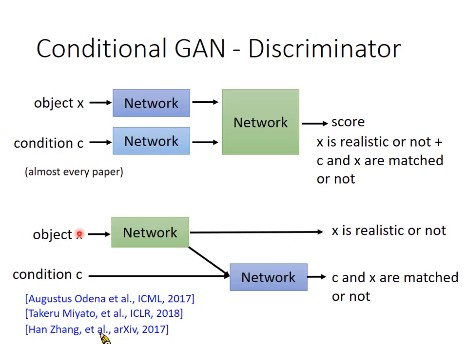 Conditional GAN - Discriminator
object x
Network
Network
score
condition c
Network
x is realistic or not +
c and x are matched
or not
(almost every paper)
object x
Network
x is realistic or not
condition c
Network
c and x are matched
or not
[Augustus Odena et al., ICML, 2017]
[Takeru Miyato, et al., ICLR, 2018]
[Han Zhang, et al., arXiv, 2017]